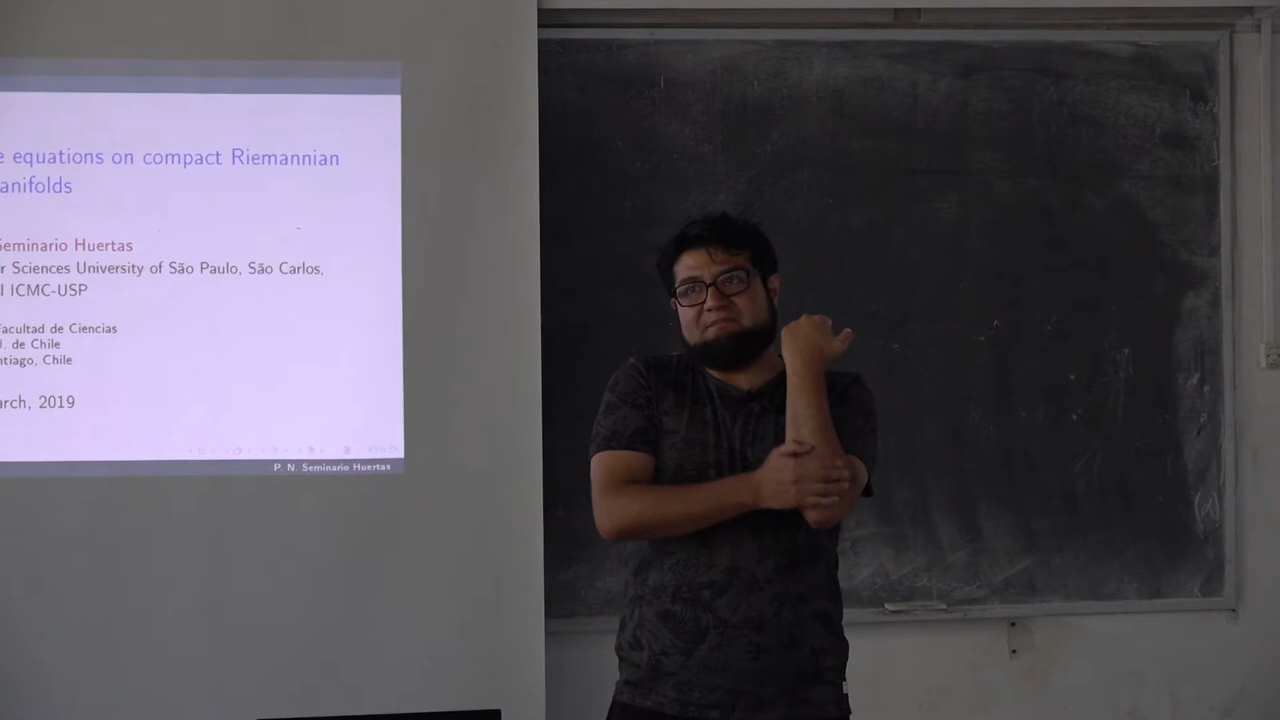 e equations on compact Riemannian
anifolds
Seminario Huertas
r Sciences University of São Paulo, São Carlos,
l ICMC-USP
Facultad de Ciencias
J. de Chile
ntiago, Chile
arch, 2019
P. N. Seminario Huertas